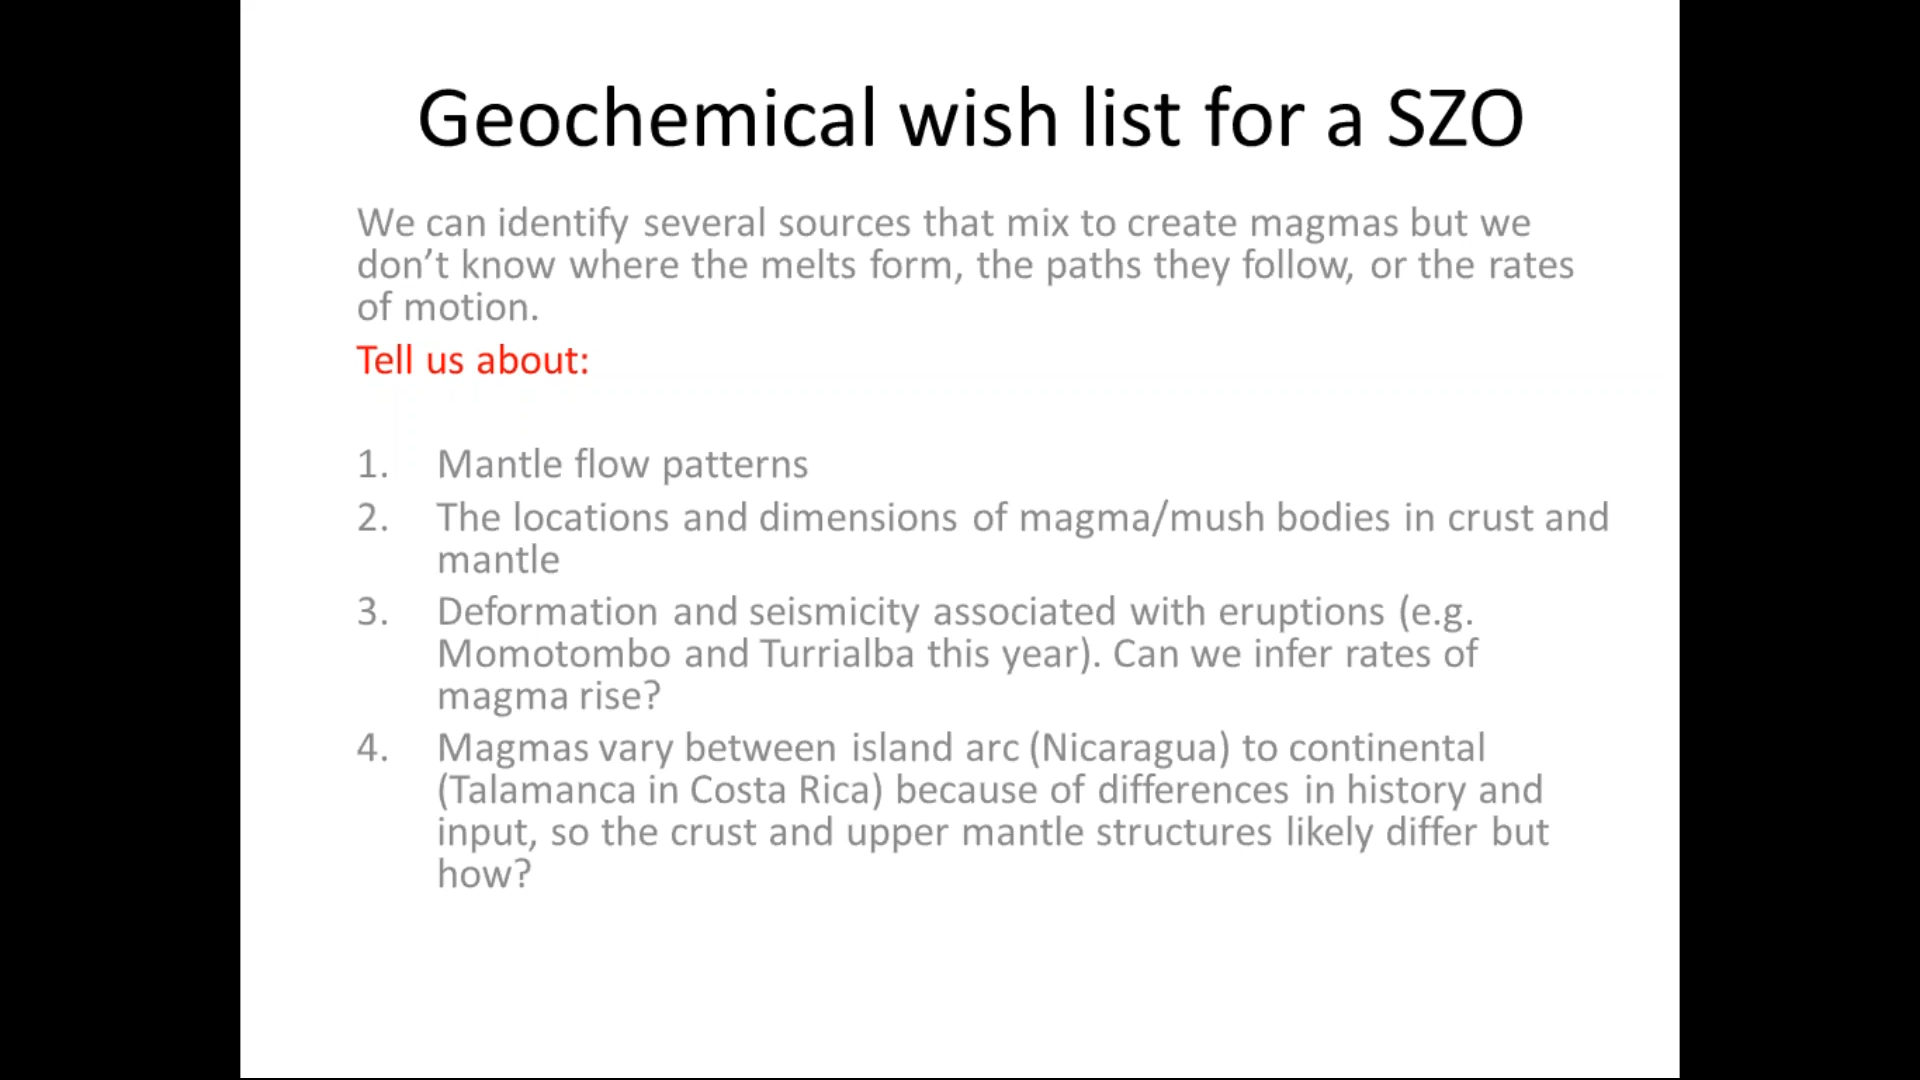 Geochemical wish list for a SZO
We can identify several sources that mix to create magmas but we
don’t know where the melts form, the paths they follow, or the rates
of motion.
Tell us about:
1. Mantle flow patterns
2. The locations and dimensions of magma/mush bodies in crust and
mantle
3. Deformation and seismicity associated with eruptions (e.g.
Momotombo and Turrialba this year). Can we infer rates of
magma rise?
4. Magmas vary between island arc (Nicaragua) to continental
(Talamanca in Costa Rica) because of differences in history and
input, so the crust and upper mantle structures likely differ but
how?